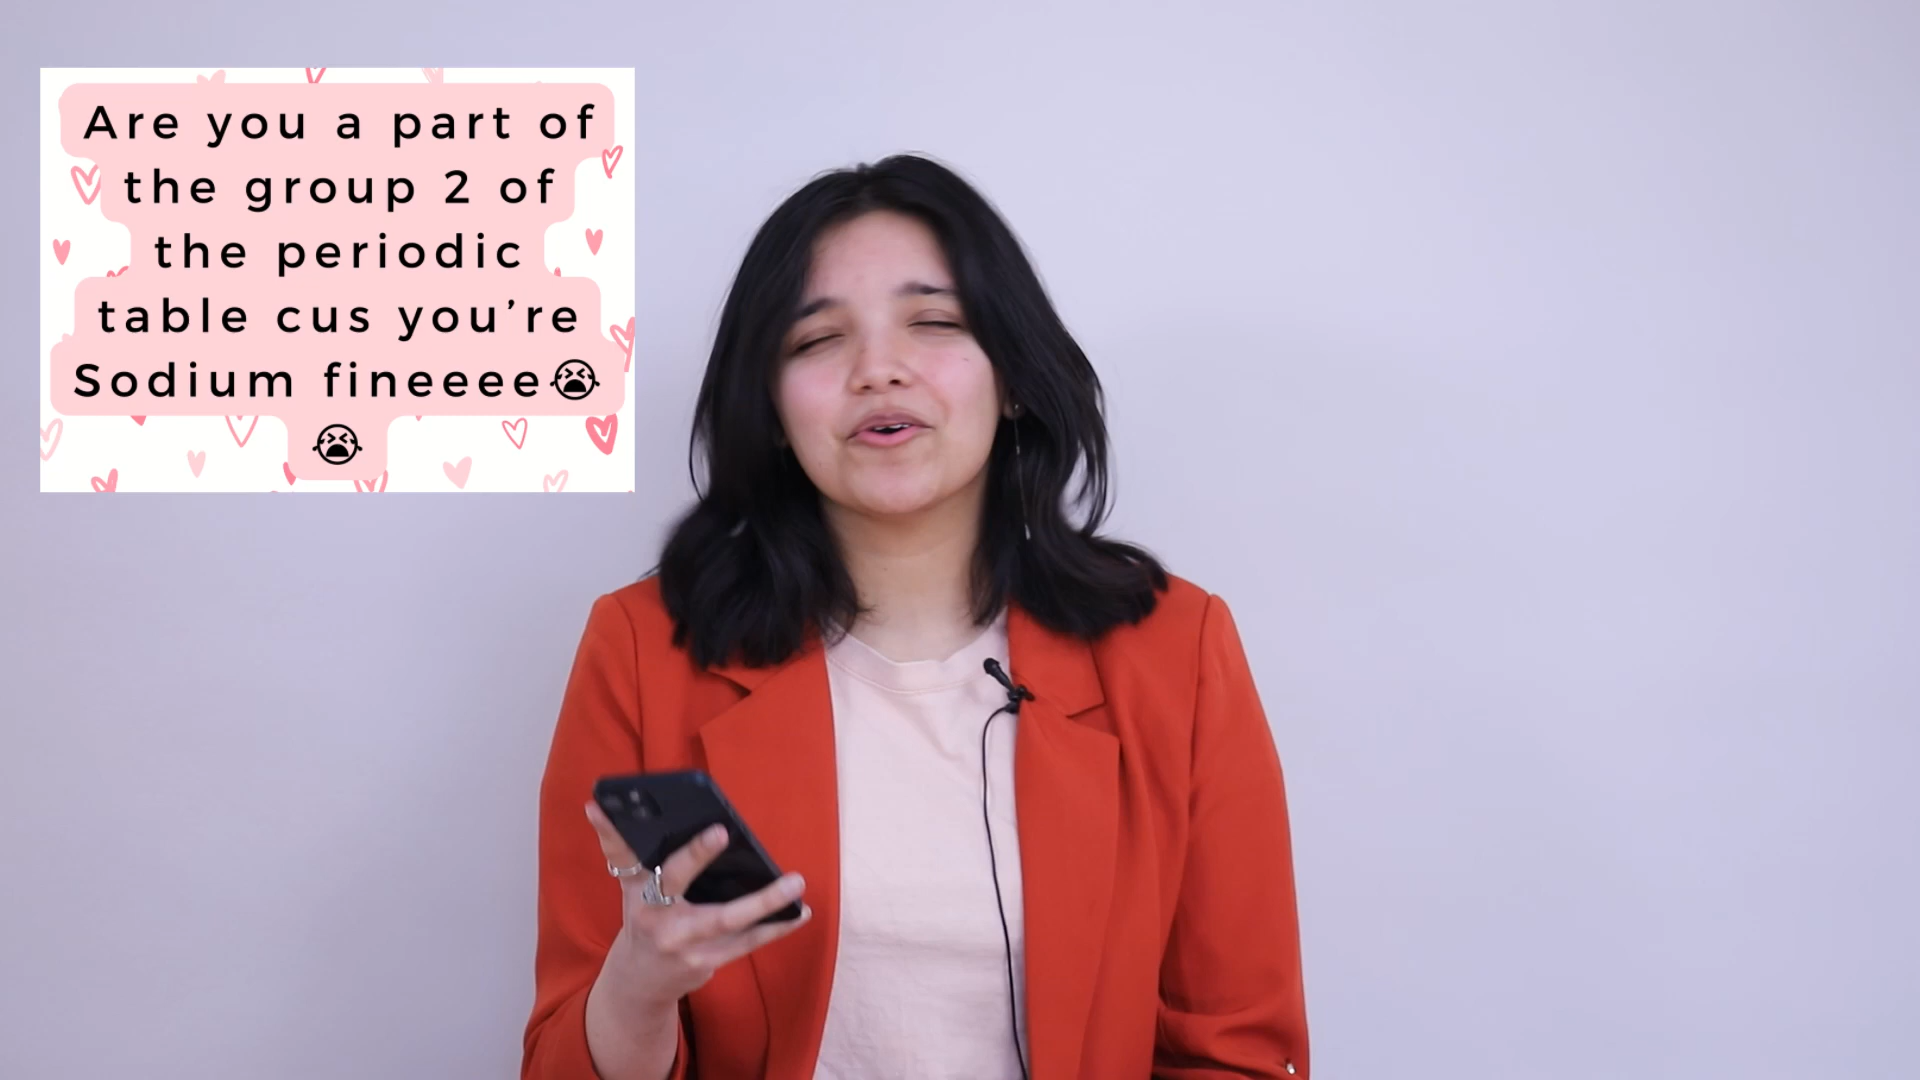 Are you a part of
the group 2 of
the periodic
table cus you’re
Sodium fineeee😭
😭